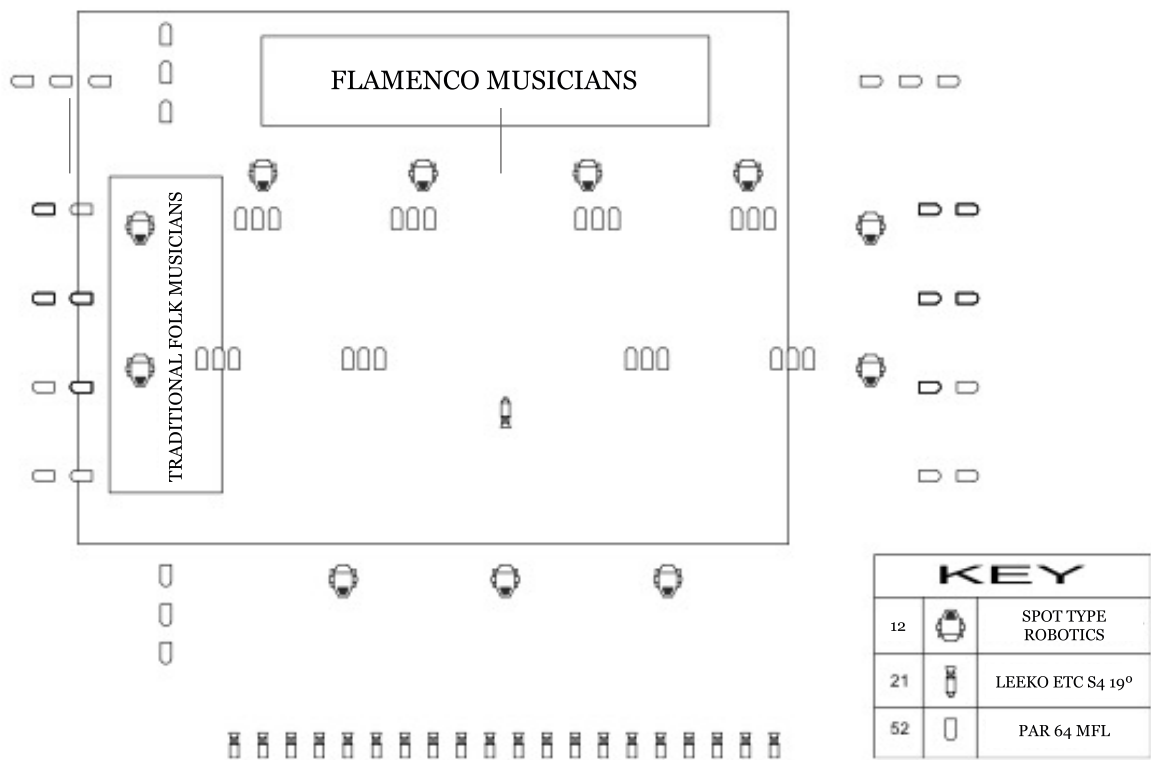 FLAMENCO MUSICIANS
TRADITIONAL FOLK MUSICIANS
KEY
12
SPOT TYPE
ROBOTICS
21
LEEKO ETC S4 19º
52
PAR 64 MFL